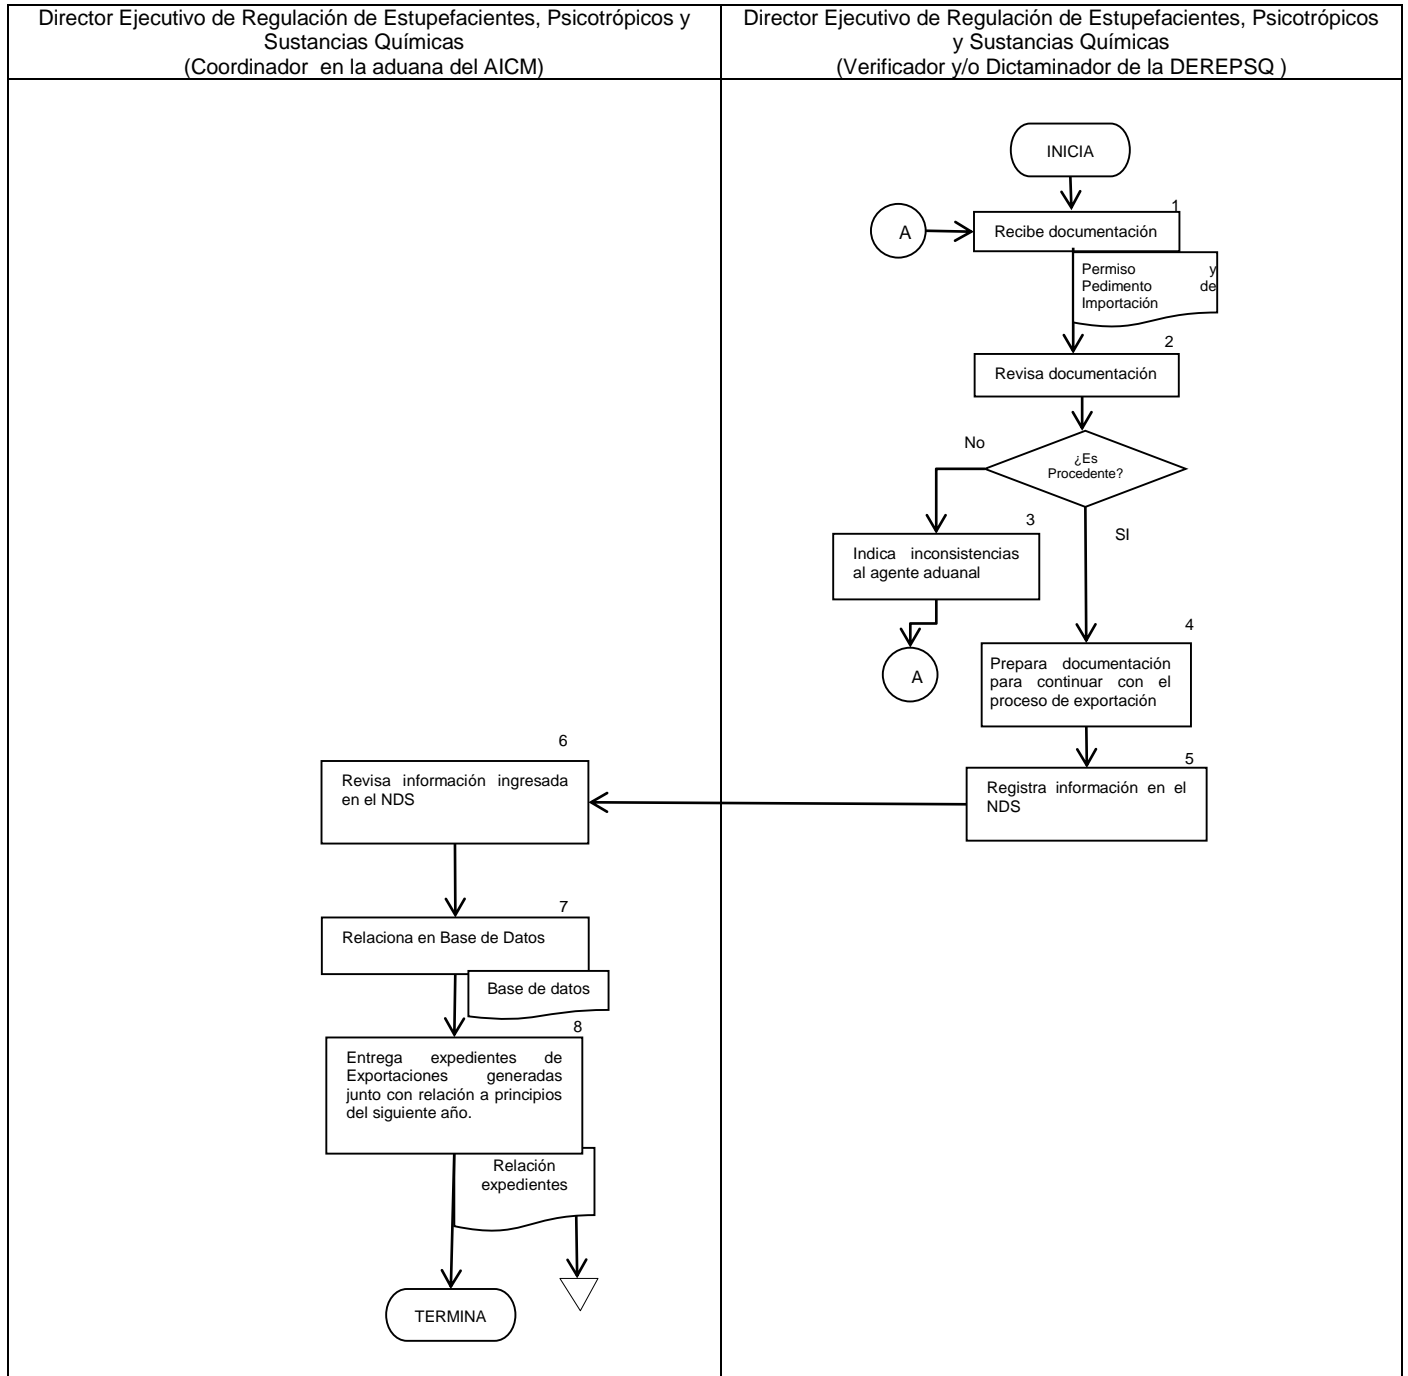 Director Ejecutivo de Regulación de Estupefacientes, Psicotrópicos y
Sustancias Químicas
(Coordinador en la aduana del AICM)
Director Ejecutivo de Regulación de Estupefacientes, Psicotrópicos
y Sustancias Químicas
(Verificador y/o Dictaminador de la DEREPSQ )
INICIA
1
A
Recibe documentación
Permiso y
Pedimento de
Importación
2
Revisa documentación
No
¿Es
Procedente?
3
SI
Indica inconsistencias
al agente aduanal
4
A
Prepara documentación
para continuar con el
proceso de exportación
5
Registra información en el
NDS
6
Revisa información ingresada
en el NDS
7
Relaciona en Base de Datos
Base de datos
8
Entrega expedientes de
Exportaciones generadas
junto con relación a principios
del siguiente año.
Relación
expedientes
TERMINA